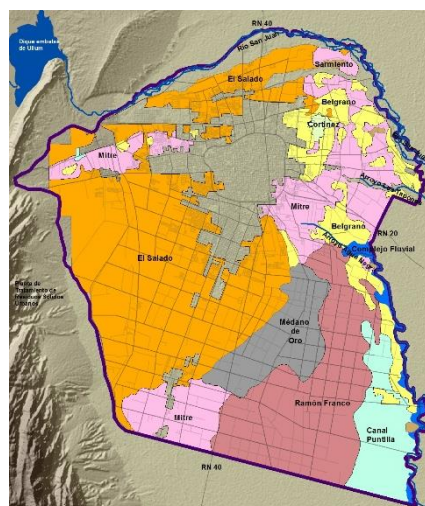 RN 40
Dique embalse
de Ullum
Río San Juan
Sarmiento
El Salado
Belgrano
Cortinez
Mitre
Mitre
RN 20
Belgrano
Complejo Fluvial
El Salado
Planta de
Tratamiento de
Residuos Sólidos
Urbanos
Médano
de
Oro
Ramón Franco
Mitre
Canal
Puntilla
RN 40